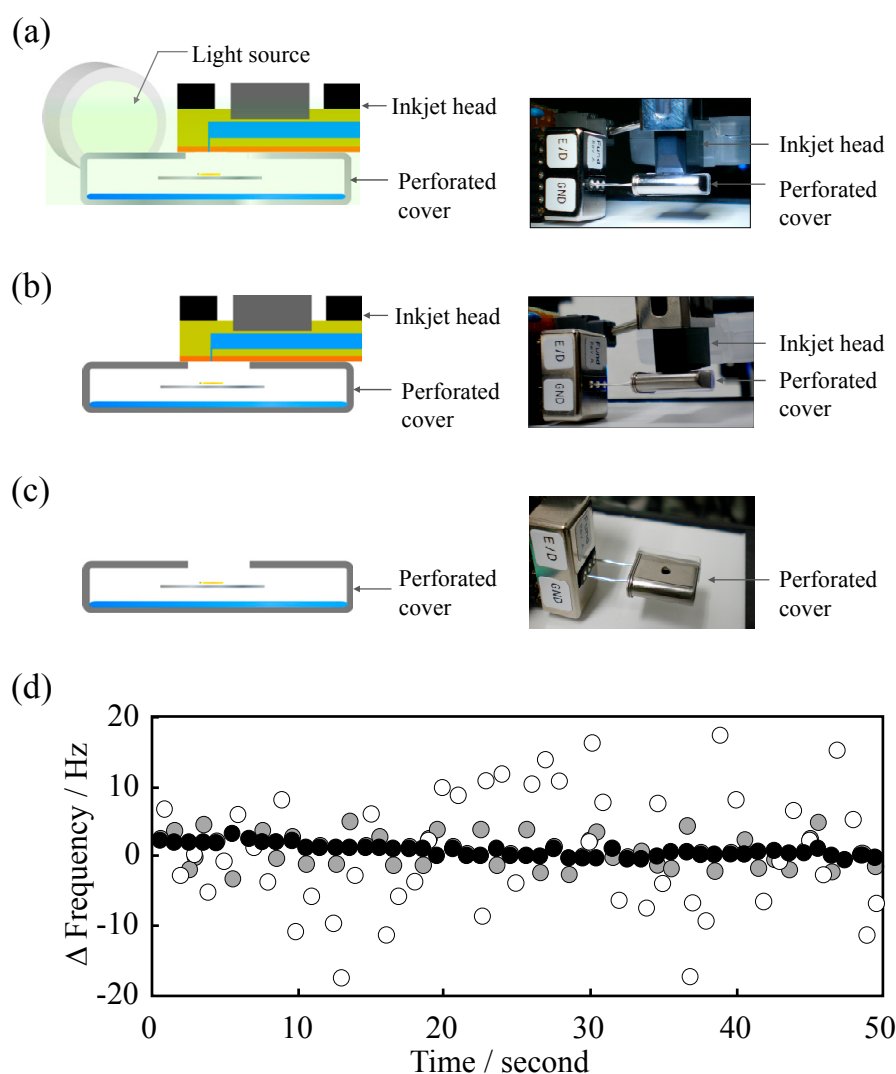 (a)
Light source
Inkjet head
Perforated
cover
E/D
GND
Fund
Inkjet head
Perforated
cover
(b)
Inkjet head
Perforated
cover
E/D
GND
Fund
Inkjet head
Perforated
cover
(c)
Perforated
cover
E/D
GND
Perforated
cover
(d)
20
10
0
-10
-20
Δ Frequency / Hz
0
10
20
30
40
50
Time / second